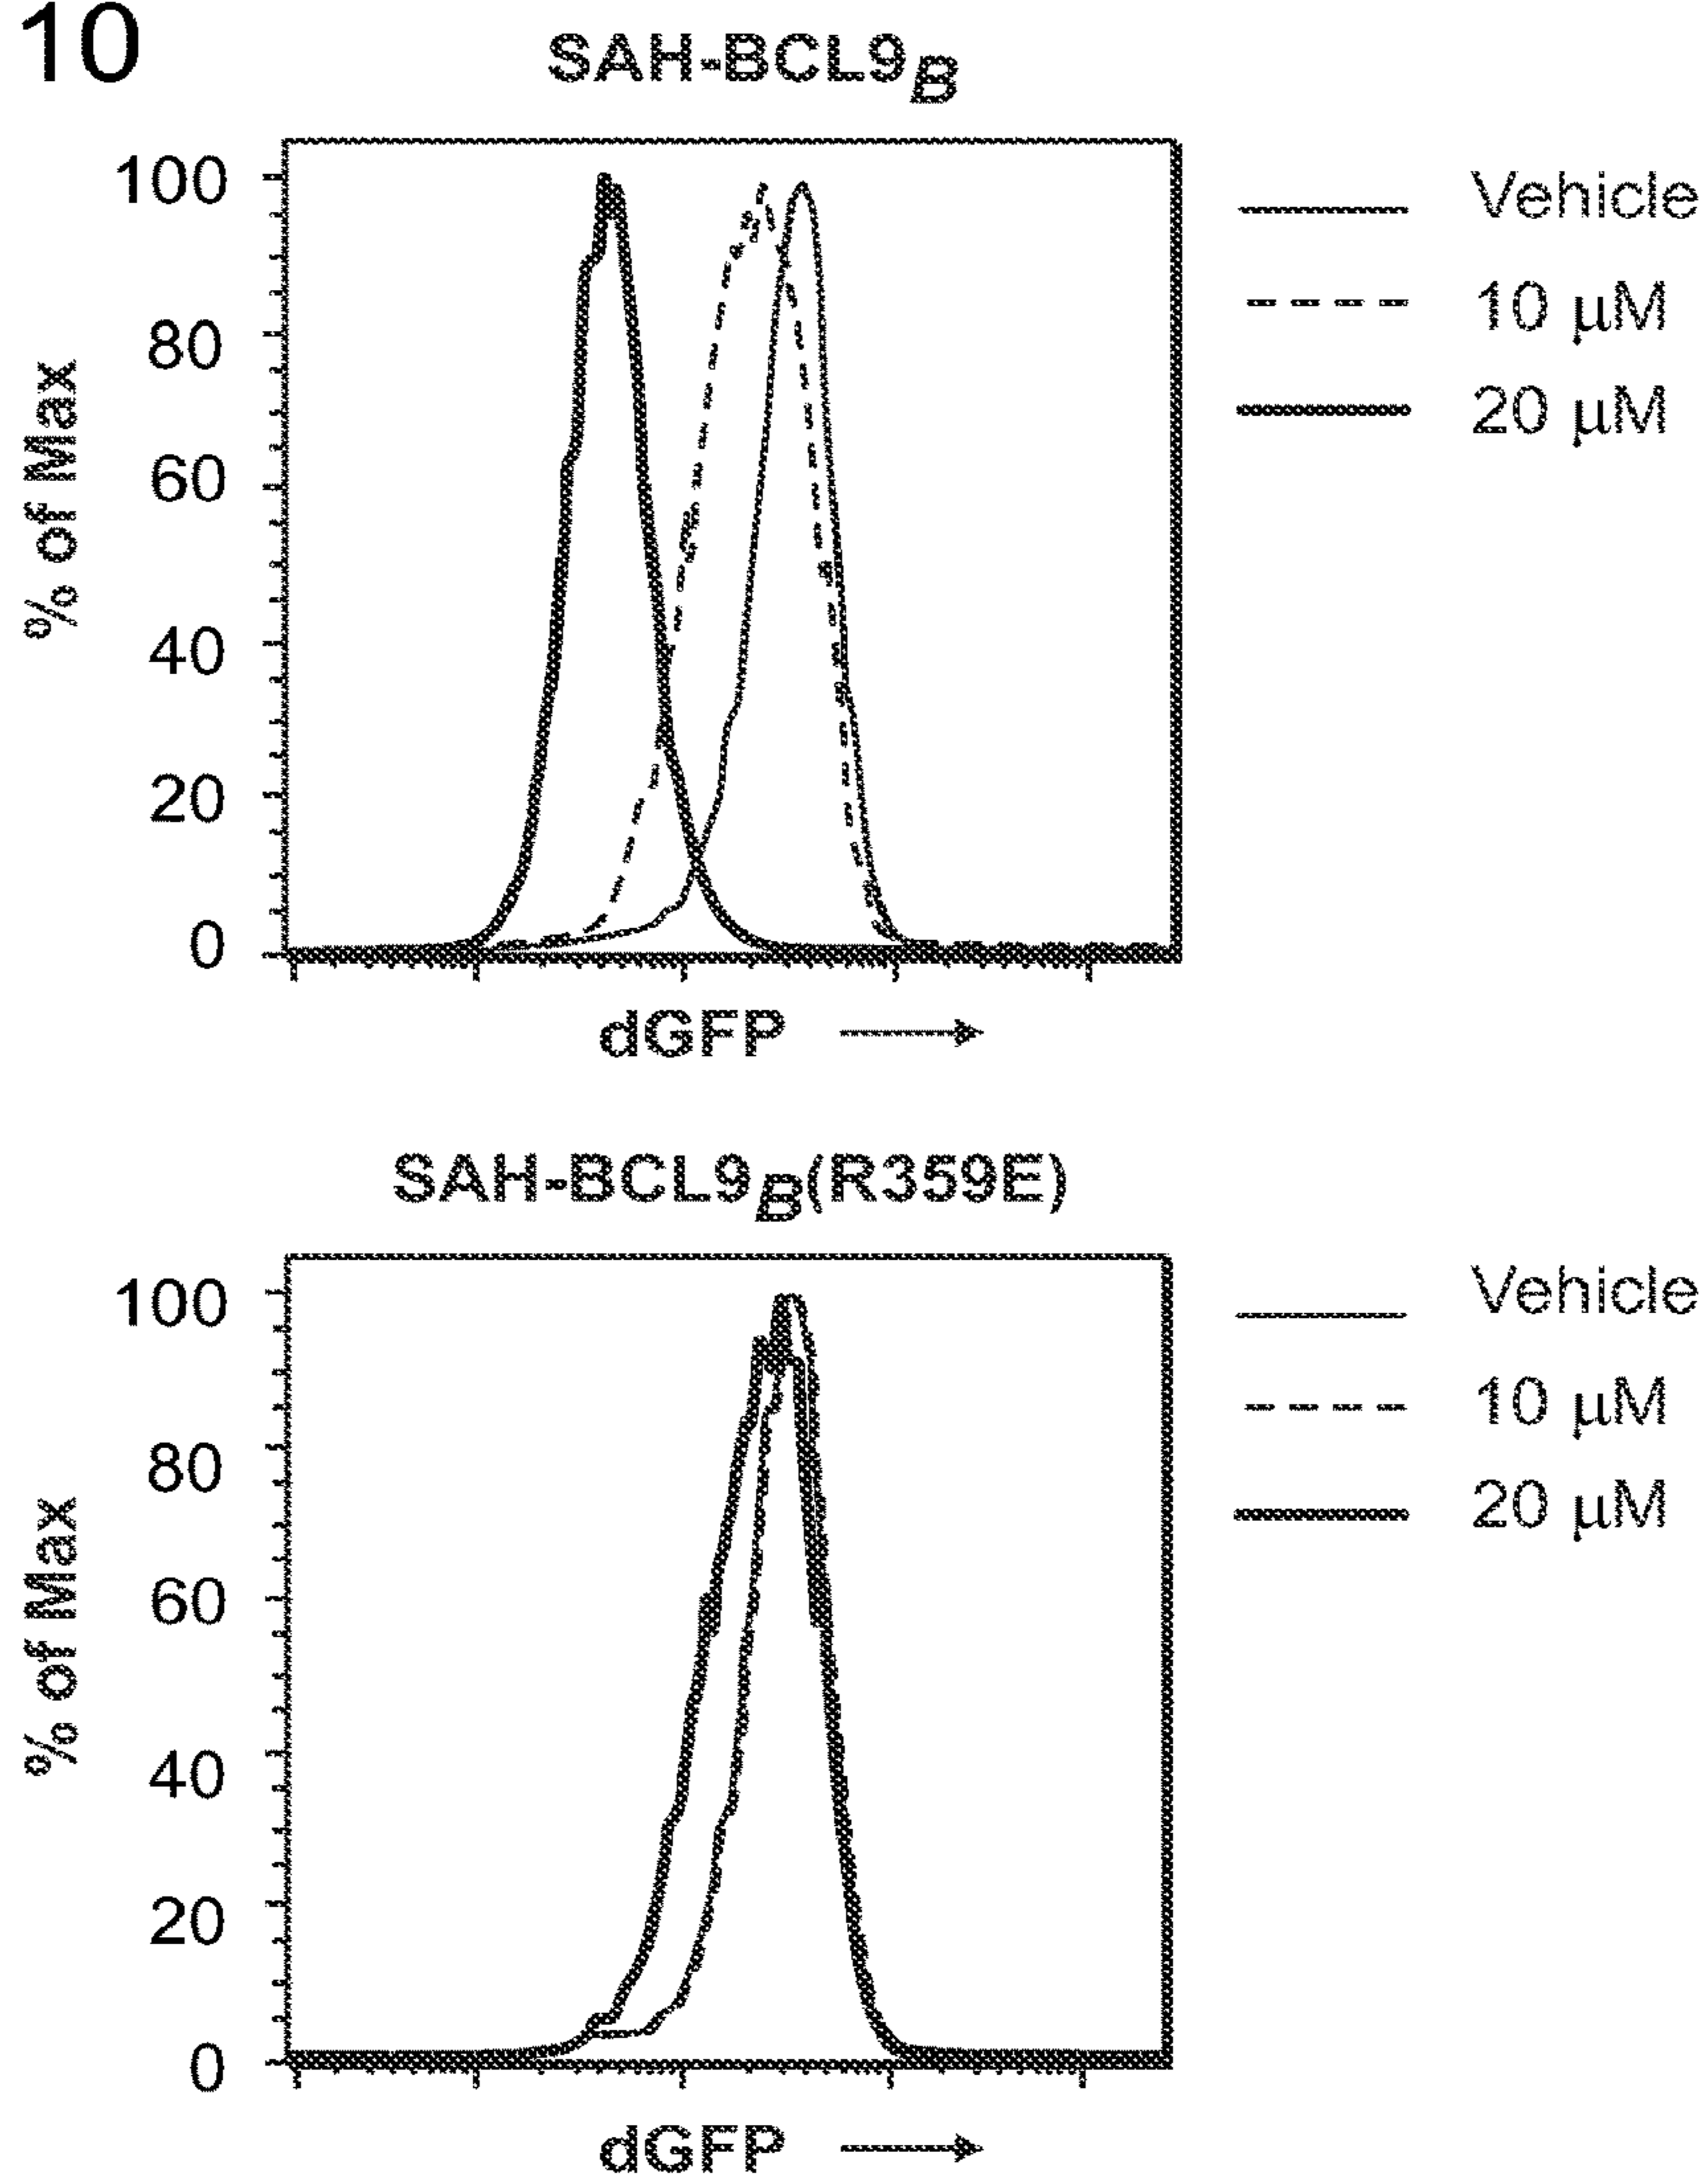 10
SAH-BCL9B
100
80
60
40
20
0
% of Max
dGFP
Vehicle
10 μM
20 μM
SAH-BCL9B(R359E)
100
80
60
40
20
0
% of Max
dGFP
Vehicle
10 μM
20 μM